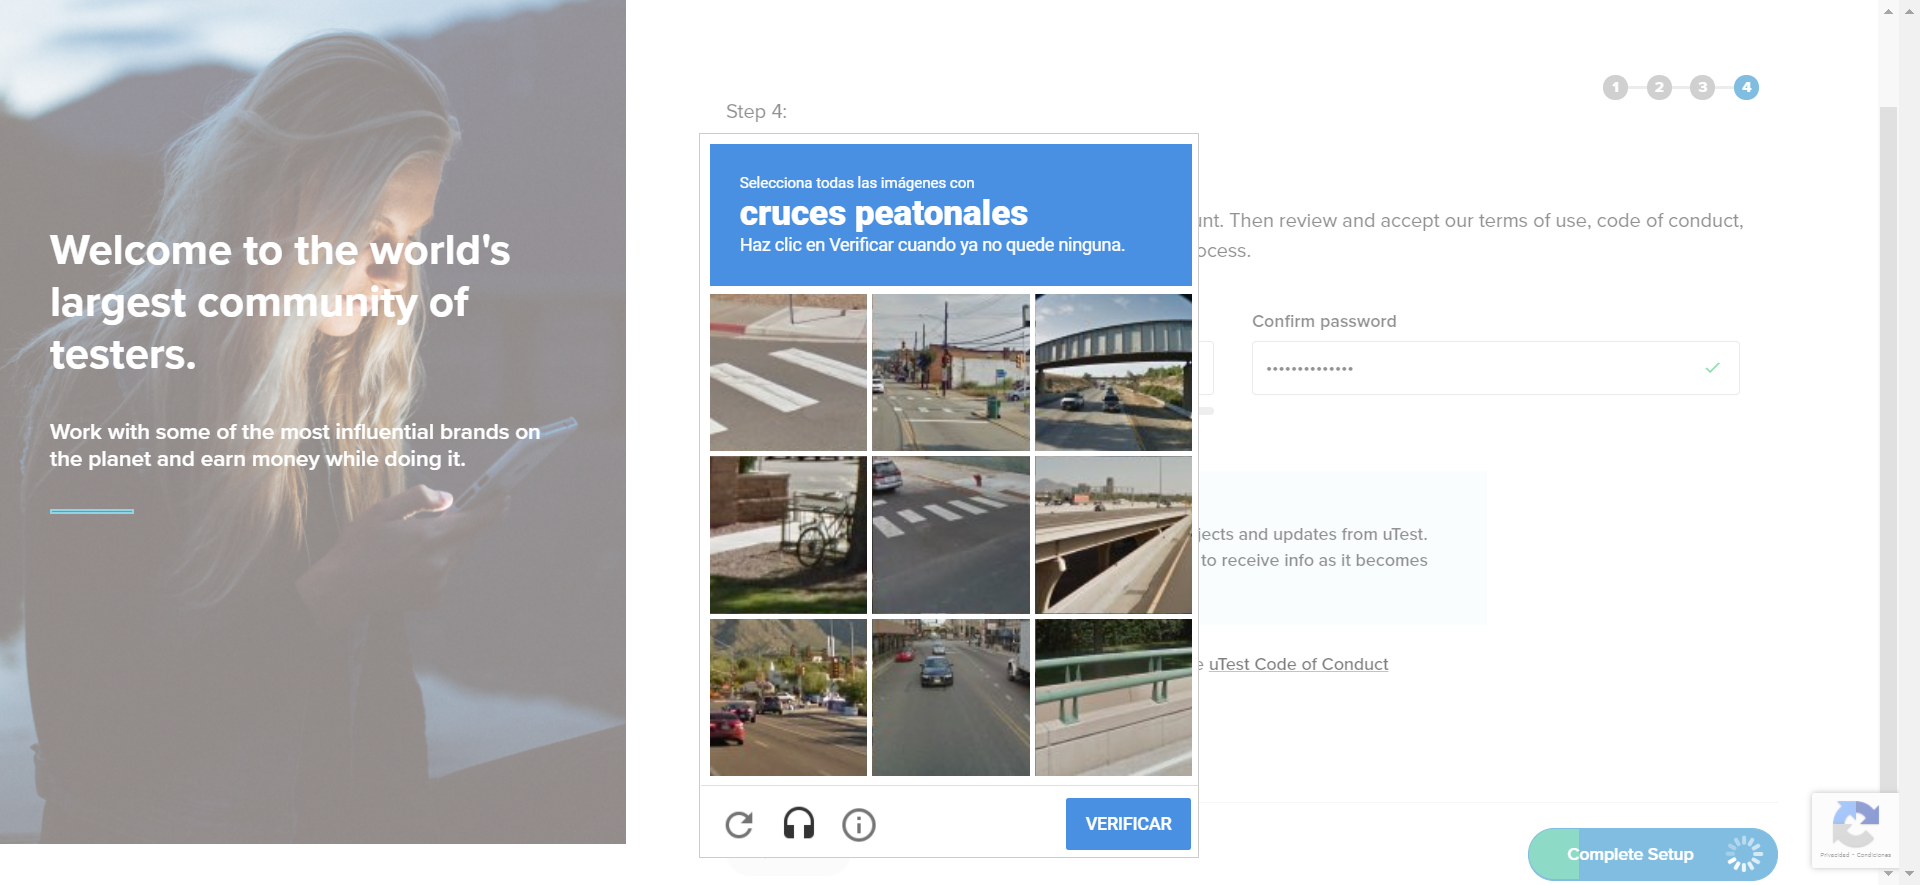 Welcome to the world's
largest community of
testers.
Work with some of the most influential brands on
the planet and earn money while doing it.
1 2 3 4
Step 4:
Selecciona todas las imágenes con
cruces peatonales
Haz clic en Verificar cuando ya no quede ninguna.
VERIFICAR
unt. Then review and accept our terms of use, code of conduct,
ocess.
Confirm password
jects and updates from uTest.
to receive info as it becomes
e uTest Code of Conduct
Complete Setup
Privacidad - Condiciones